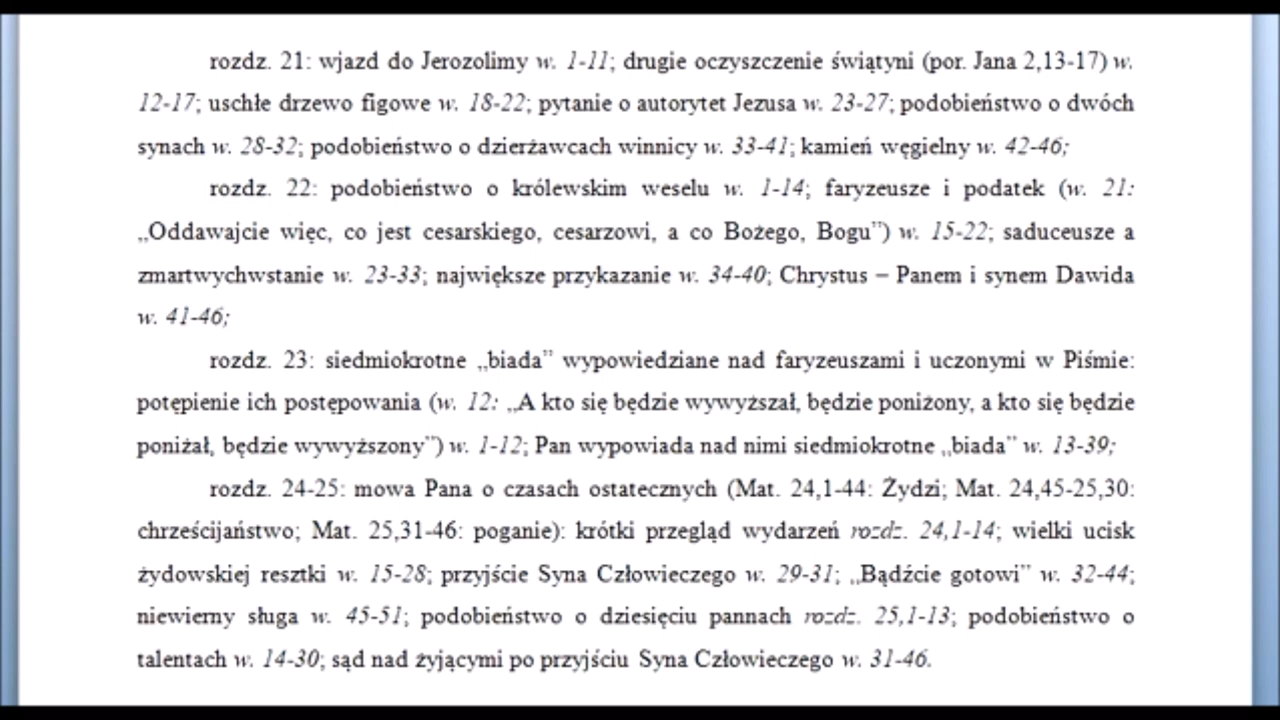 rozdz. 21: wjazd do Jerozolimy w. 1-11; drugie oczyszczenie świątyni (por. Jana 2,13-17) w.
12-17; uschłe drzewo figowe w. 18-22; pytanie o autorytet Jezusa w. 23-27; podobieństwo o dwóch
synach w. 28-32; podobieństwo o dzierżawcach winnicy w. 33-41; kamień węgielny w. 42-46;
rozdz. 22: podobieństwo o królewskim weselu w. 1-14; faryzeusze i podatek (w. 21:
„Oddawajcie więc, co jest cesarskiego, cesarzowi, a co Bożego, Bogu”) w. 15-22; saduceusze a
zmartwychwstanie w. 23-33; największe przykazanie w. 34-40; Chrystus – Panem i synem Dawida
w. 41-46;
rozdz. 23: siedmiokrotne „biada” wypowiedziane nad faryzeuszami i uczonymi w Piśmie:
potępienie ich postępowania (w. 12: „A kto się będzie wywyższał, będzie poniżony, a kto się będzie
poniżał, będzie wywyższony”) w. 1-12; Pan wypowiada nad nimi siedmiokrotne „biada” w. 13-39;
rozdz. 24-25: mowa Pana o czasach ostatecznych (Mat. 24,1-44: Żydzi; Mat. 24,45-25,30:
chrześcijaństwo; Mat. 25,31-46: poganie): krótki przegląd wydarzeń rozdz. 24,1-14; wielki ucisk
żydowskiej resztki w. 15-28; przyjście Syna Człowieczego w. 29-31; „Bądźcie gotowi” w. 32-44;
niewierny sługa w. 45-51; podobieństwo o dziesięciu pannach rozdz. 25,1-13; podobieństwo o
talentach w. 14-30; sąd nad żyjącymi po przyjściu Syna Człowieczego w. 31-46.